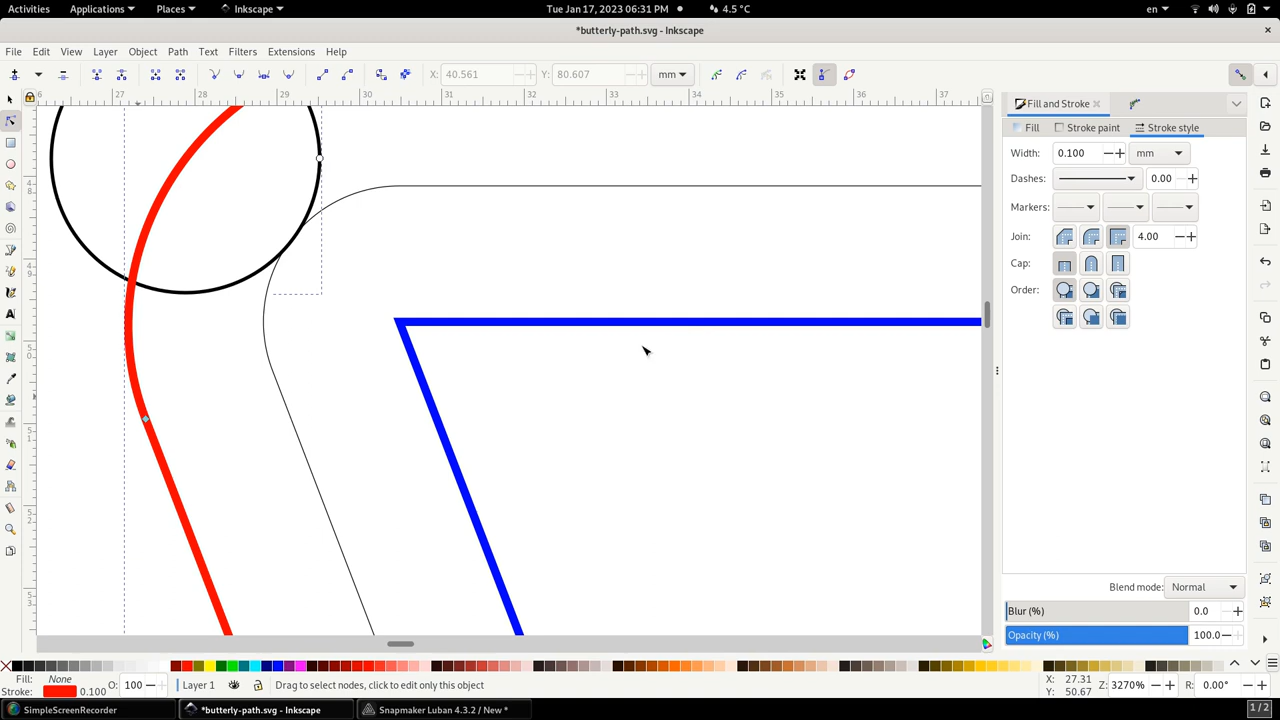 Activities Applications Places Inkscape Tue Jan 17, 2023 06:31 PM 4.5 °C en
*butterly-path.svg - Inkscape
File Edit View Layer Object Path Text Filters Extensions Help
X: 40.561 Y: 80.607 mm
27 28 29 30 31 32 33 34 35 36 37
Fill and Stroke
Fill Stroke paint Stroke style
Width: 0.100 mm
Dashes: 0.00
Markers:
Join: 4.00
Cap:
Order:
Blend mode: Normal
Blur (%) 0.0
Opacity (%) 100.0
Fill: None
Stroke: 0.100
O: 100
Layer 1
Drag to select nodes, click to edit only this object
X: 27.31
Y: 50.67
Z: 3270%
R: 0.00°
SimpleScreenRecorder *butterly-path.svg - Inkscape Snapmaker Luban 4.3.2 / New * 1 / 2